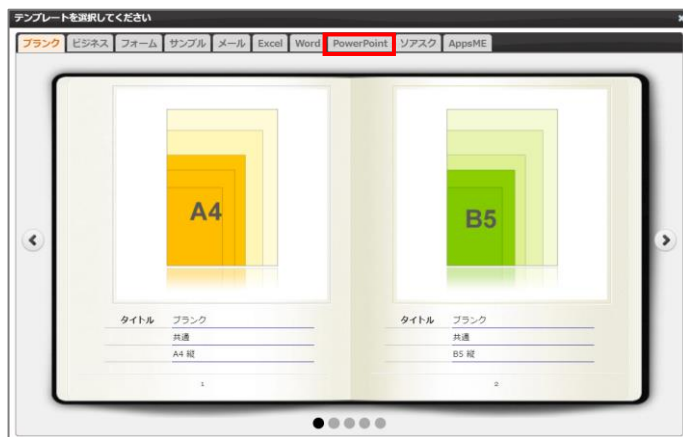 テンプレートを選択してください
ブランク ビジネス フォーム サンプル メール Excel Word PowerPoint ソアスク AppsME
A4
B5
タイトル ブランク
共通
A4 縦
1
タイトル ブランク
共通
B5 縦
2